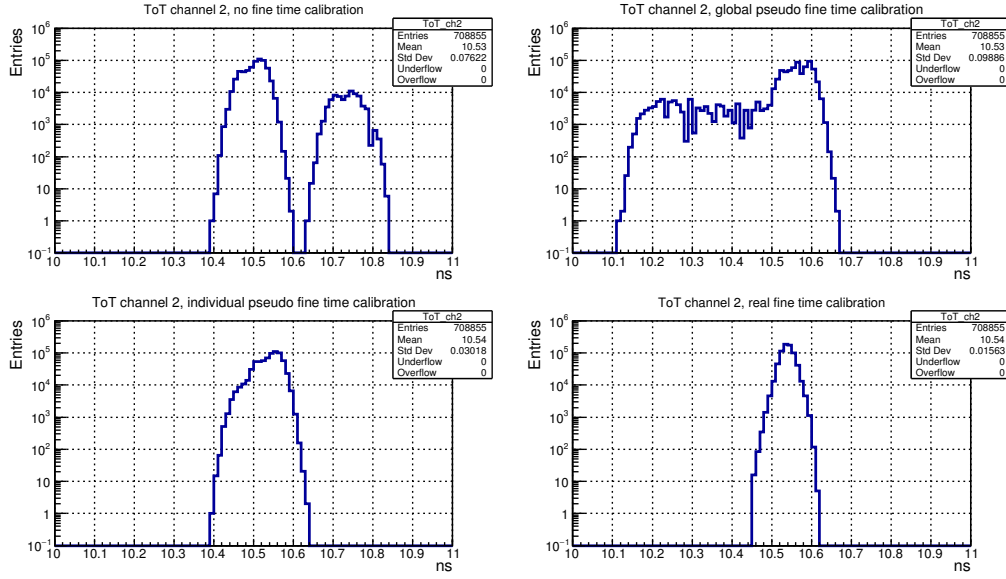 ToT channel 2, no fine time calibration
Entries
10⁶
10⁵
10⁴
10³
10²
10
1
10⁻¹
10 10.1 10.2 10.3 10.4 10.5 10.6 10.7 10.8 10.9 11
ns
ToT_ch2
Entries 708855
Mean 10.53
Std Dev 0.07622
Underflow 0
Overflow 0
ToT channel 2, global pseudo fine time calibration
Entries
10⁶
10⁵
10⁴
10³
10²
10
1
10⁻¹
10 10.1 10.2 10.3 10.4 10.5 10.6 10.7 10.8 10.9 11
ns
ToT_ch2
Entries 708855
Mean 10.53
Std Dev 0.09886
Underflow 0
Overflow 0
ToT channel 2, individual pseudo fine time calibration
Entries
10⁶
10⁵
10⁴
10³
10²
10
1
10⁻¹
10 10.1 10.2 10.3 10.4 10.5 10.6 10.7 10.8 10.9 11
ns
ToT_ch2
Entries 708855
Mean 10.54
Std Dev 0.03018
Underflow 0
Overflow 0
ToT channel 2, real fine time calibration
Entries
10⁶
10⁵
10⁴
10³
10²
10
1
10⁻¹
10 10.1 10.2 10.3 10.4 10.5 10.6 10.7 10.8 10.9 11
ns
ToT_ch2
Entries 708855
Mean 10.54
Std Dev 0.01563
Underflow 0
Overflow 0